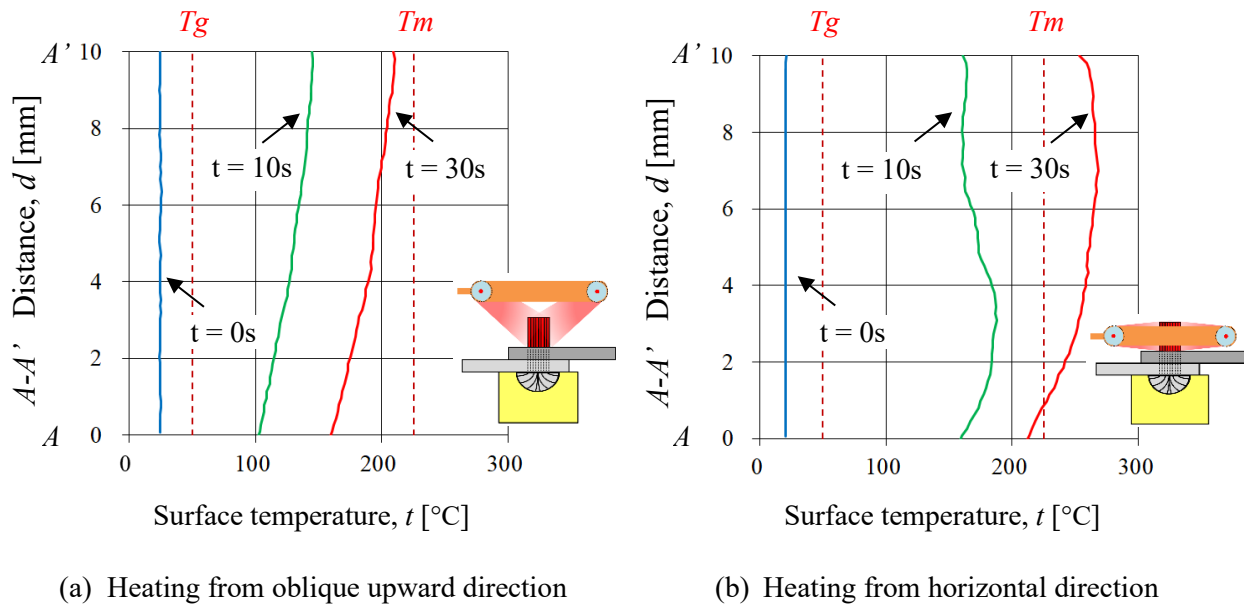 Tg
Tm
A’
10
8
6
4
2
0
A
A-A’ Distance, d [mm]
t = 10s
t = 30s
t = 0s
0
100
200
300
Surface temperature, t [°C]
(a) Heating from oblique upward direction
Tg
Tm
A’
10
8
6
4
2
0
A
A-A’ Distance, d [mm]
t = 10s
t = 30s
t = 0s
0
100
200
300
Surface temperature, t [°C]
(b) Heating from horizontal direction